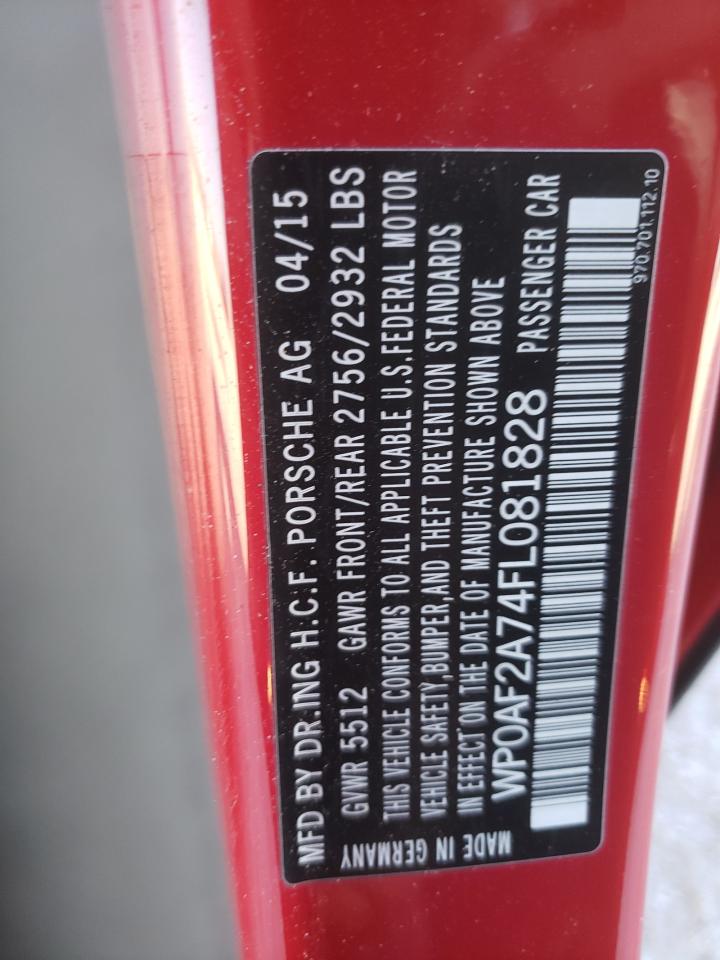 MFD BY DR.ING H.C.F. PORSCHE AG 04/15
GVWR 5512 GAWR FRONT/REAR 2756/2932 LBS
THIS VEHICLE CONFORMS TO ALL APPLICABLE U.S.FEDERAL MOTOR
VEHICLE SAFETY,BUMPER,AND THEFT PREVENTION STANDARDS
IN EFFECT ON THE DATE OF MANUFACTURE SHOWN ABOVE
WP0AF2A74FL081828 PASSENGER CAR
MADE IN GERMANY
970.701.112.10